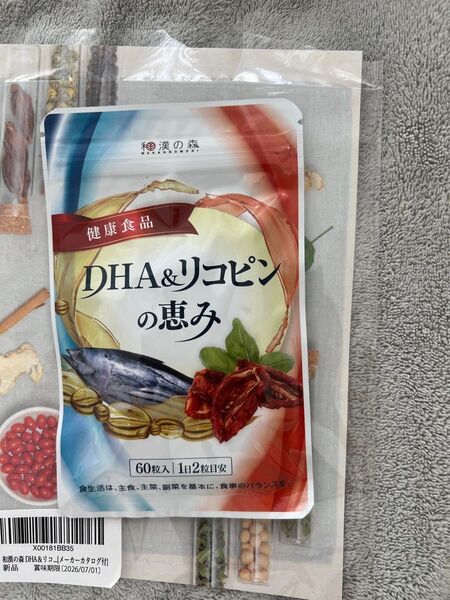 和漢の森
WAKANNOMORI
健康食品
DHA&リコピン
の恵み
60粒入 1日2粒目安
食生活は、主食、主菜、副菜を基本に、食事のバランスを。
X00181BB35
和漢の森 DHA&リコ...[メーカーカタログ付]
新品 賞味期限(2026/07/01)